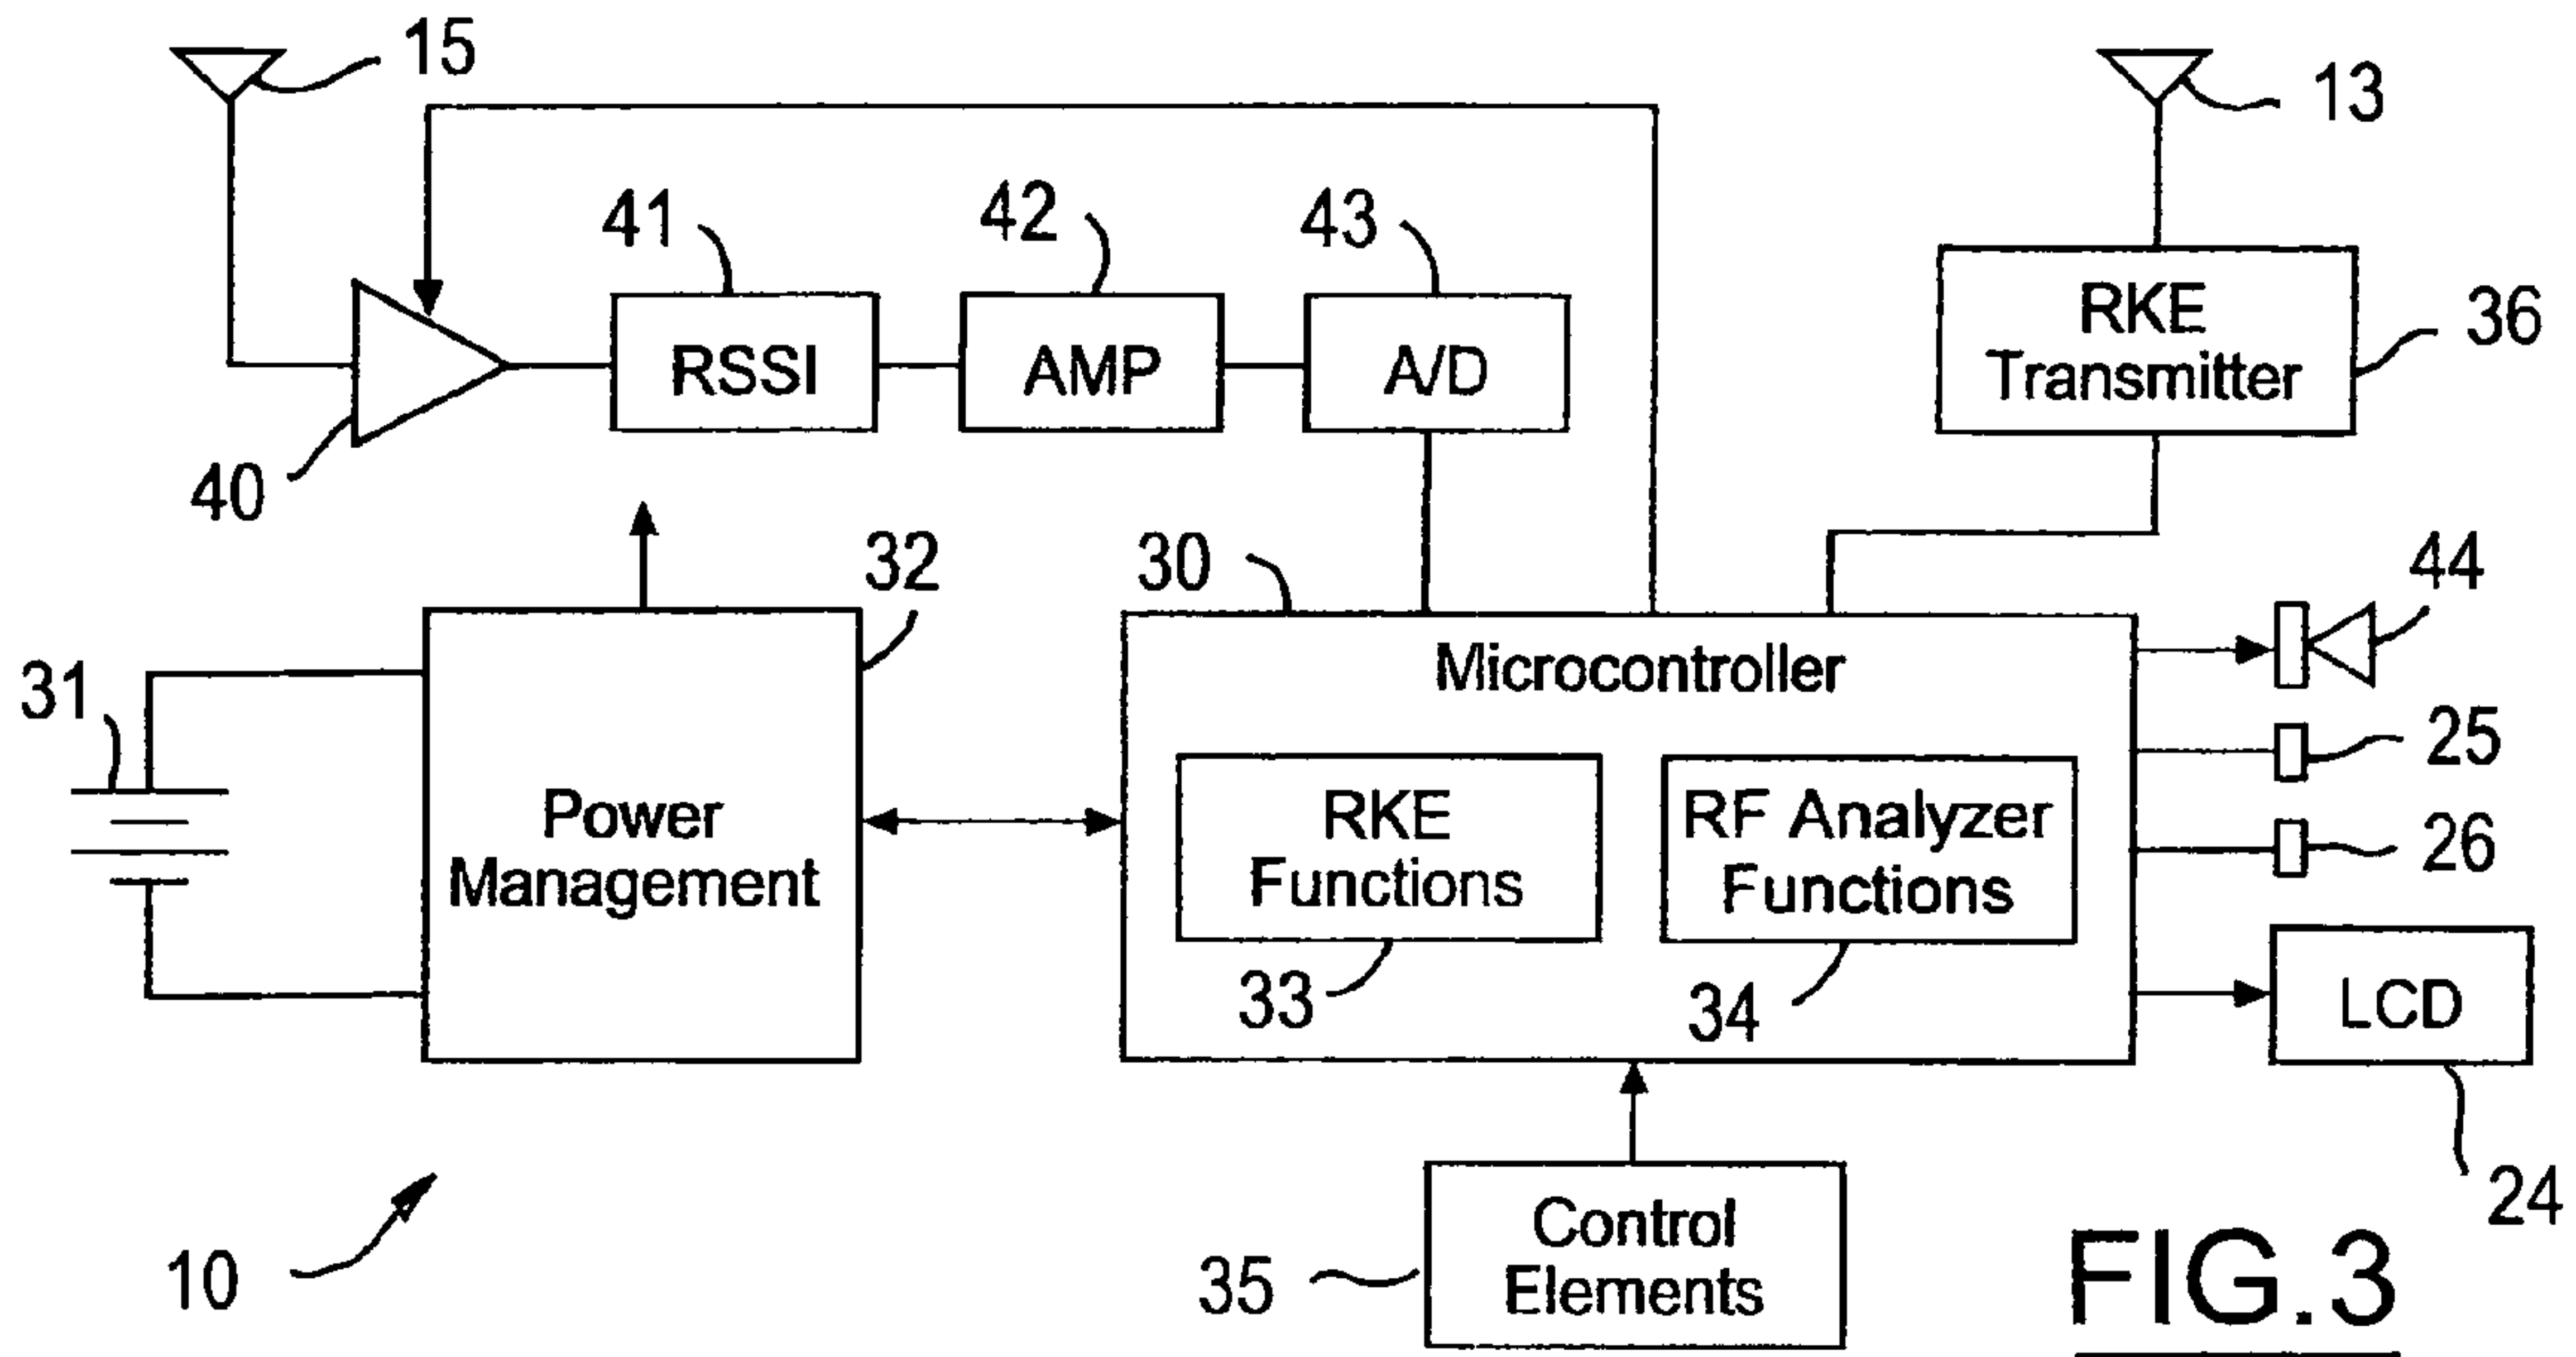 15
13
41
42
43
RSSI
AMP
A/D
RKE
Transmitter
36
40
32
30
44
31
Microcontroller
25
Power
Management
RKE
Functions
RF Analyzer
Functions
26
33
34
LCD
24
10
35
Control
Elements
FIG.3